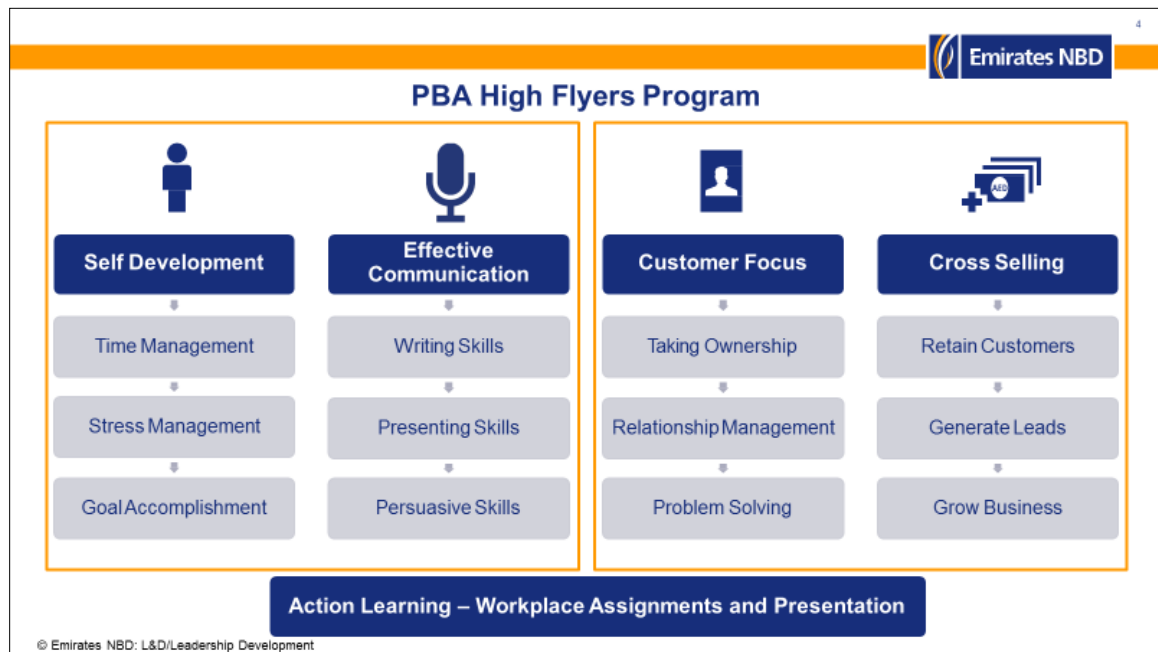 4
Emirates NBD
PBA High Flyers Program
AED
Self Development
Time Management
Stress Management
Goal Accomplishment
Effective
Communication
Writing Skills
Presenting Skills
Persuasive Skills
Customer Focus
Taking Ownership
Relationship Management
Problem Solving
Cross Selling
Retain Customers
Generate Leads
Grow Business
Action Learning – Workplace Assignments and Presentation
© Emirates NBD: L&D/Leadership Development